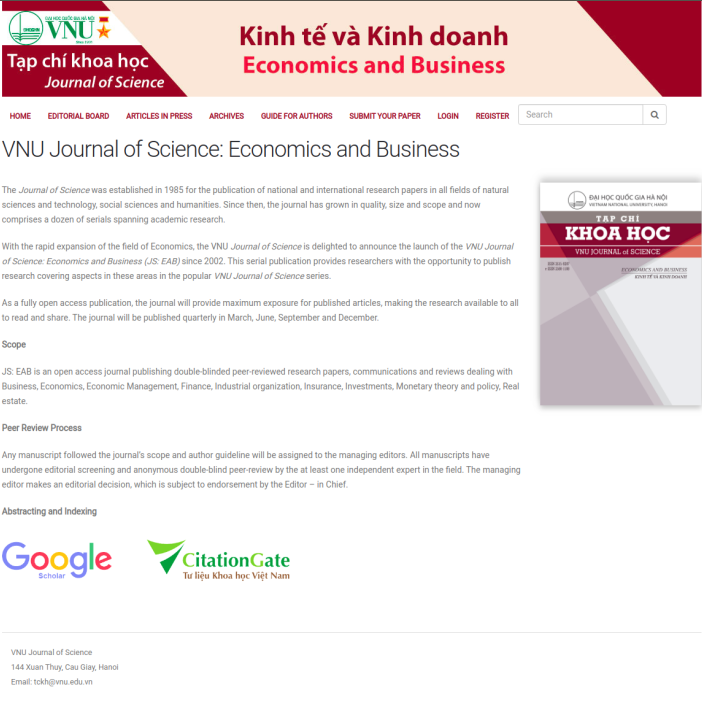 ĐẠI HỌC QUỐC GIA HÀ NỘI
VNU
Tạp chí khoa học
Journal of Science
Kinh tế và Kinh doanh
Economics and Business
HOME EDITORIAL BOARD ARTICLES IN PRESS ARCHIVES GUIDE FOR AUTHORS SUBMIT YOUR PAPER LOGIN REGISTER Search
VNU Journal of Science: Economics and Business
The Journal of Science was established in 1985 for the publication of national and international research papers in all fields of natural
sciences and technology, social sciences and humanities. Since then, the journal has grown in quality, size and scope and now
comprises a dozen of serials spanning academic research.
With the rapid expansion of the field of Economics, the VNU Journal of Science is delighted to announce the launch of the VNU Journal
of Science: Economics and Business (JS: EAB) since 2002. This serial publication provides researchers with the opportunity to publish
research covering aspects in these areas in the popular VNU Journal of Science series.
As a fully open access publication, the journal will provide maximum exposure for published articles, making the research available to all
to read and share. The journal will be published quarterly in March, June, September and December.
Scope
JS: EAB is an open access journal publishing double-blinded peer-reviewed research papers, communications and reviews dealing with
Business, Economics, Economic Management, Finance, Industrial organization, Insurance, Investments, Monetary theory and policy, Real
estate.
Peer Review Process
Any manuscript followed the journal's scope and author guideline will be assigned to the managing editors. All manuscripts have
undergone editorial screening and anonymous double-blind peer-review by the at least one independent expert in the field. The managing
editor makes an editorial decision, which is subject to endorsement by the Editor – in Chief.
Abstracting and Indexing
Google
Scholar
CitationGate
Tư liệu Khoa học Việt Nam
ĐẠI HỌC QUỐC GIA HÀ NỘI
VIETNAM NATIONAL UNIVERSITY, HANOI
TẠP CHÍ
KHOA HỌC
VNU JOURNAL OF SCIENCE
ECONOMICS AND BUSINESS
KINH TẾ VÀ KINH DOANH
VNU Journal of Science
144 Xuan Thuy, Cau Giay, Hanoi
Email: tckh@vnu.edu.vn